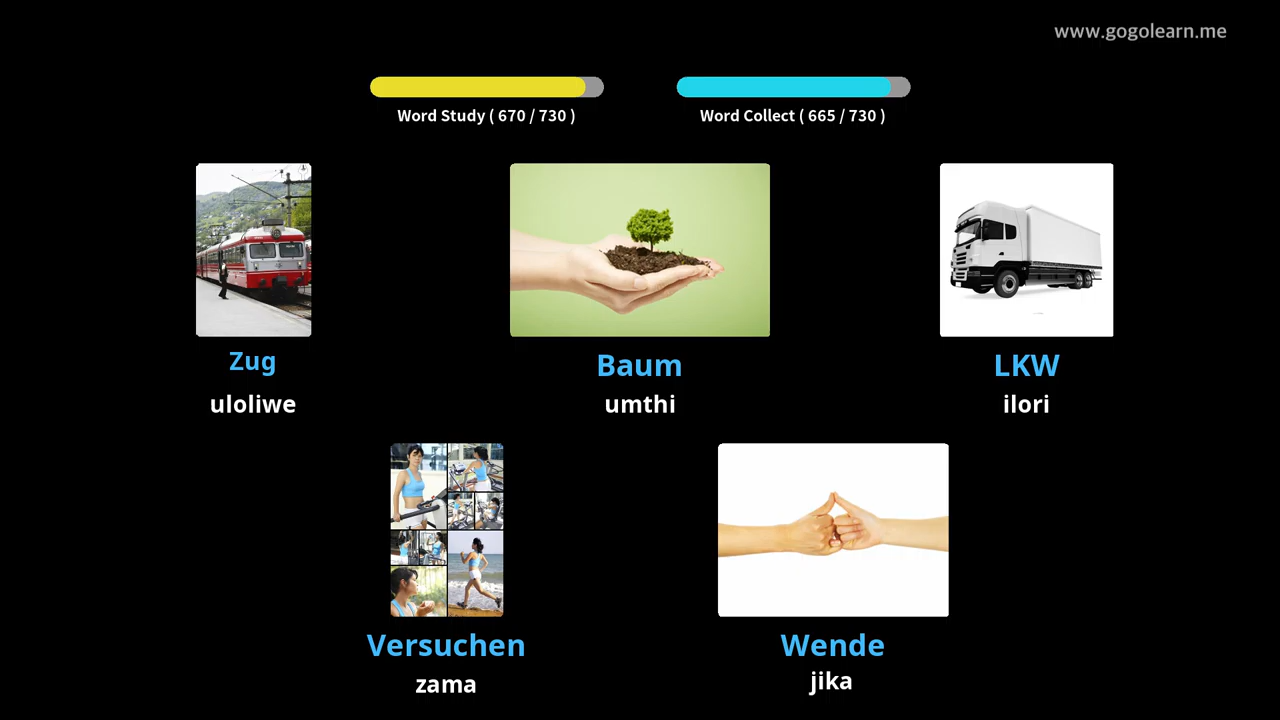 www.gogolearn.me
Word Study ( 670 / 730 )
Word Collect ( 665 / 730 )
Zug
Baum
LKW
uloliwe
umthi
ilori
Versuchen
Wende
zama
jika